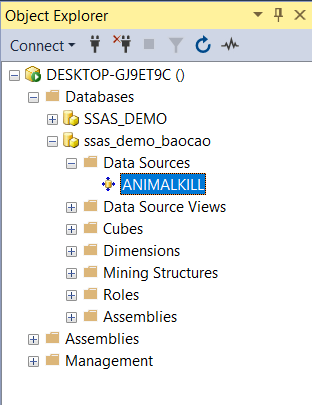 Object Explorer
Connect
DESKTOP-GJ9ET9C ()
Databases
SSAS_DEMO
ssas_demo_baocao
Data Sources
ANIMALKILL
Data Source Views
Cubes
Dimensions
Mining Structures
Roles
Assemblies
Assemblies
Management